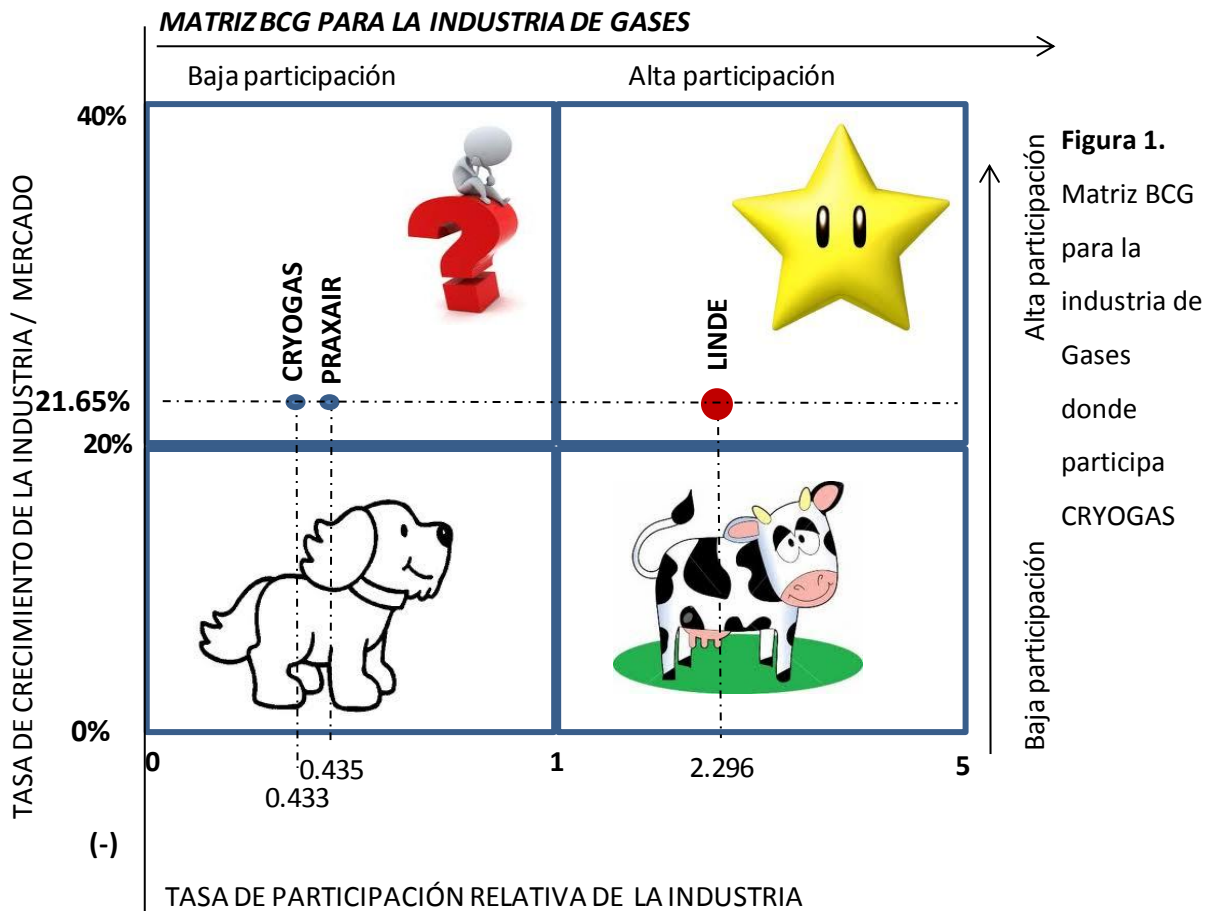 MATRIZ BCG PARA LA INDUSTRIA DE GASES
Baja participación
Alta participación
40%
21.65%
20%
0%
(-)
TASA DE CRECIMIENTO DE LA INDUSTRIA / MERCADO
CRYOGAS
PRAXAIR
LINDE
?
0
0.433
0.435
1
2.296
5
TASA DE PARTICIPACIÓN RELATIVA DE LA INDUSTRIA
Alta participación
Baja participación
Figura 1.
Matriz BCG
para la
industria de
Gases
donde
participa
CRYOGAS